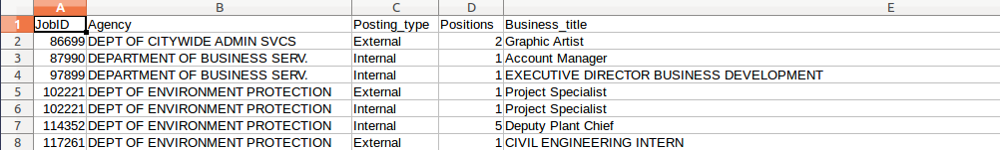 A B C D E
1 JobID Agency Posting_type Positions Business_title
2 86699 DEPT OF CITYWIDE ADMIN SVCS External 2 Graphic Artist
3 87990 DEPARTMENT OF BUSINESS SERV. Internal 1 Account Manager
4 97899 DEPARTMENT OF BUSINESS SERV. Internal 1 EXECUTIVE DIRECTOR BUSINESS DEVELOPMENT
5 102221 DEPT OF ENVIRONMENT PROTECTION External 1 Project Specialist
6 102221 DEPT OF ENVIRONMENT PROTECTION Internal 1 Project Specialist
7 114352 DEPT OF ENVIRONMENT PROTECTION Internal 5 Deputy Plant Chief
8 117261 DEPT OF ENVIRONMENT PROTECTION External 1 CIVIL ENGINEERING INTERN